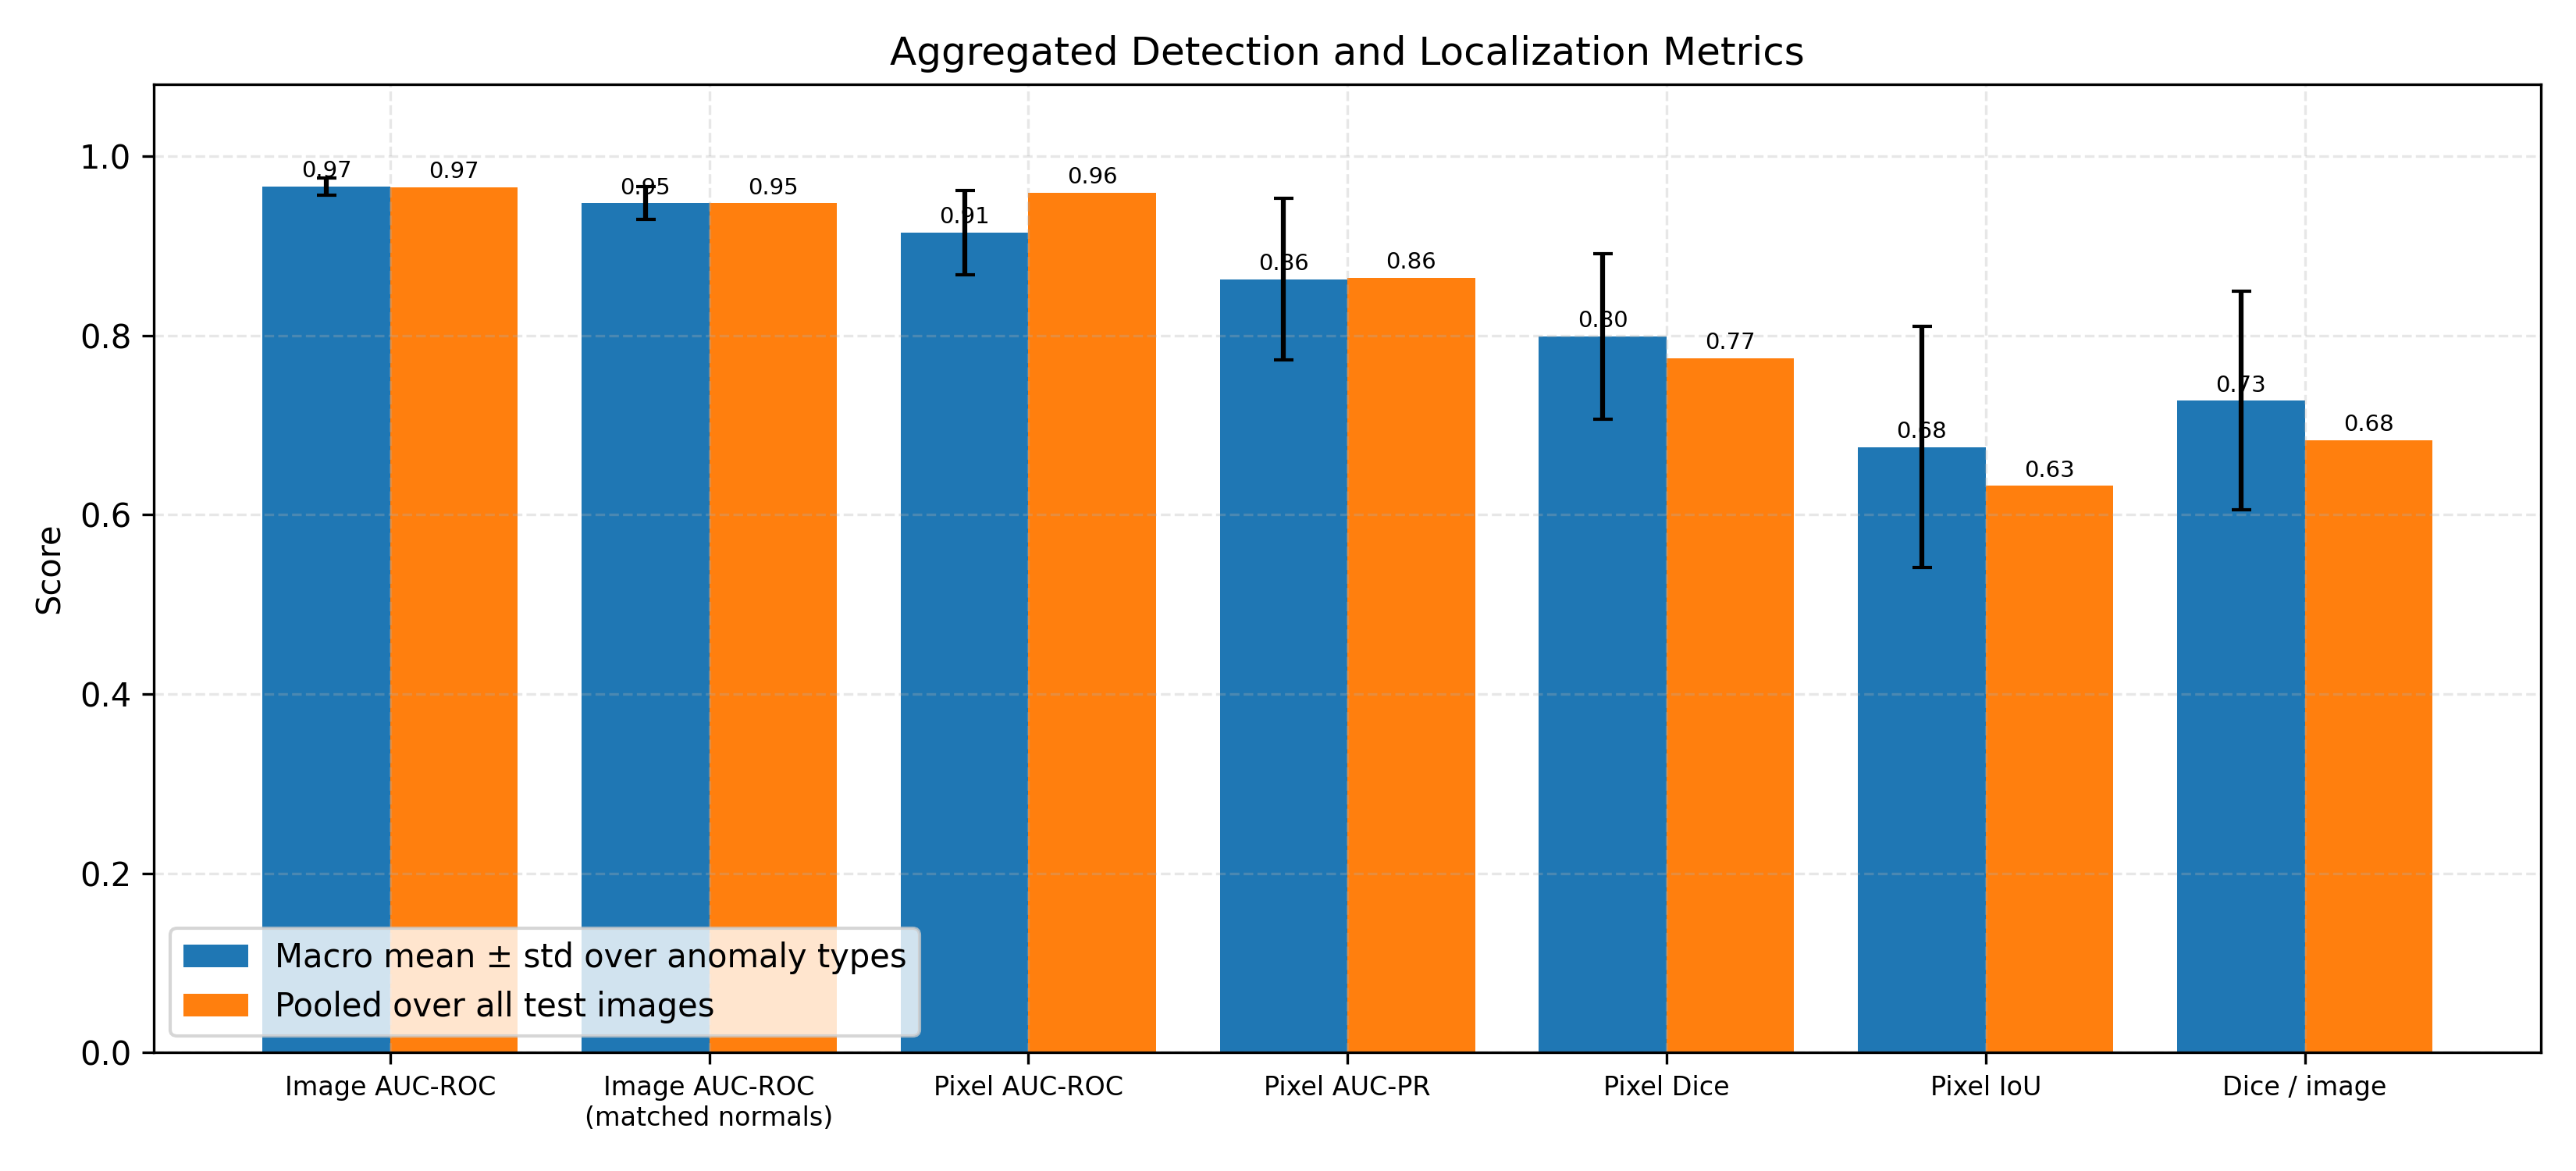 Aggregated Detection and Localization Metrics
Score
1.0
0.8
0.6
0.4
0.2
0.0
0.97
0.97
0.95
0.95
0.91
0.96
0.86
0.86
0.80
0.77
0.68
0.63
0.73
0.68
Macro mean ± std over anomaly types
Pooled over all test images
Image AUC-ROC
Image AUC-ROC
(matched normals)
Pixel AUC-ROC
Pixel AUC-PR
Pixel Dice
Pixel IoU
Dice / image